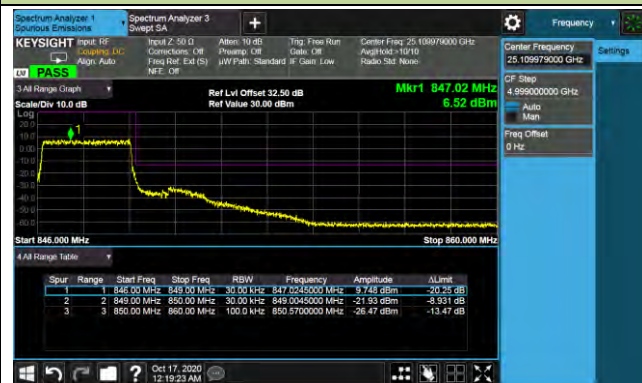 Spectrum Analyzer 1
Spurious Emissions
Spectrum Analyzer 3
Swept SA
Frequency
KEYSIGHT
Input: RF
Coupling: DC
Align: Auto
Input Z: 50 Ω
Corrections: Off
Freq Ref: Ext (S)
NFE: Off
Atten: 10 dB
Preamp: Off
µW Path: Standard
Trig: Free Run
Gate: Off
IF Gain: Low
Center Freq: 25.109979000 GHz
Avg|Hold:>10/10
Radio Std: None
PASS
3 All Range Graph
Scale/Div 10.0 dB
Ref Lvl Offset 32.50 dB
Ref Value 30.00 dBm
Mkr1 847.02 MHz
6.52 dBm
Log
20.0
10.0
0.00
-10.0
-20.0
-30.0
-40.0
-50.0
-60.0
1
Start 846.000 MHz
Stop 860.000 MHz
4 All Range Table
Spur Range Start Freq Stop Freq RBW Frequency Amplitude ΔLimit
1 1 846.00 MHz 849.00 MHz 30.00 kHz 847.0245000 MHz 9.748 dBm -20.25 dB
2 2 849.00 MHz 850.00 MHz 30.00 kHz 849.0045000 MHz -21.93 dBm -8.931 dB
3 3 850.00 MHz 860.00 MHz 100.0 kHz 850.5700000 MHz -26.47 dBm -13.47 dB
Center Frequency
25.109979000 GHz
Settings
CF Step
4.999000000 GHz
Auto
Man
Freq Offset
0 Hz
Oct 17, 2020
12:19:23 AM